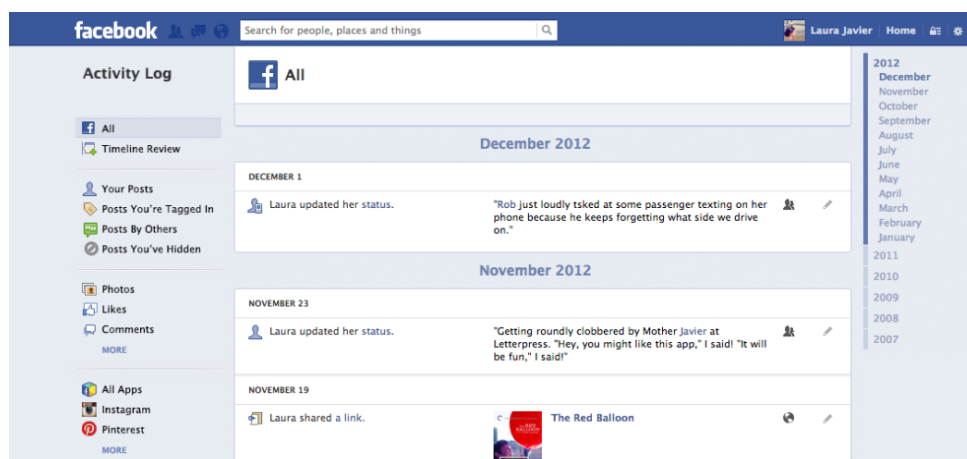 facebook
Search for people, places and things
Laura Javier
Home
Activity Log
All
Timeline Review
Your Posts
Posts You're Tagged In
Posts By Others
Posts You've Hidden
Photos
Likes
Comments
MORE
All Apps
Instagram
Pinterest
MORE
All
December 2012
DECEMBER 1
Laura updated her status.
"Rob just loudly tsked at some passenger texting on her
phone because he keeps forgetting what side we drive
on."
November 2012
NOVEMBER 23
Laura updated her status.
"Getting roundly clobbered by Mother Javier at
Letterpress. "Hey, you might like this app," I said! "It will
be fun," I said!"
NOVEMBER 19
Laura shared a link.
The Red Balloon
2012
December
November
October
September
August
July
June
May
April
March
February
January
2011
2010
2009
2008
2007